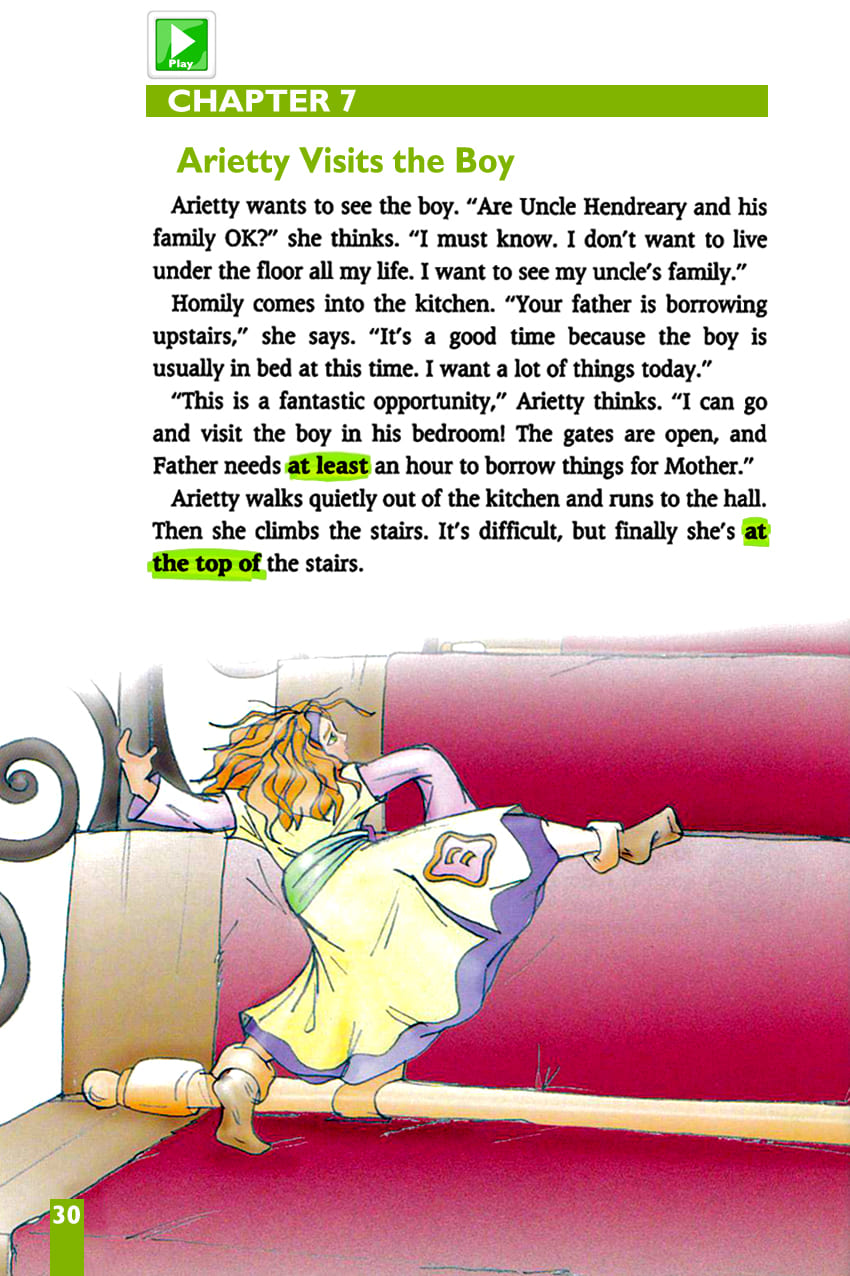 Play
CHAPTER 7
Arietty Visits the Boy
Arietty wants to see the boy. “Are Uncle Hendreary and his
family OK?” she thinks. “I must know. I don’t want to live
under the floor all my life. I want to see my uncle’s family.”
Homily comes into the kitchen. “Your father is borrowing
upstairs,” she says. “It’s a good time because the boy is
usually in bed at this time. I want a lot of things today.”
“This is a fantastic opportunity,” Arietty thinks. “I can go
and visit the boy in his bedroom! The gates are open, and
Father needs at least an hour to borrow things for Mother.”
Arietty walks quietly out of the kitchen and runs to the hall.
Then she climbs the stairs. It’s difficult, but finally she’s at
the top of the stairs.
30